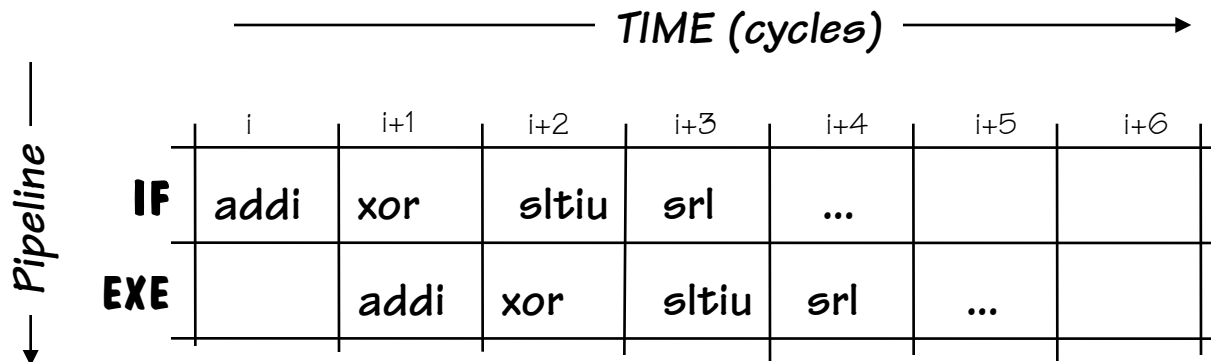 TIME (cycles)
Pipeline
i i+1 i+2 i+3 i+4 i+5 i+6
IF addi xor sltiu srl ...
EXE addi xor sltiu srl ...